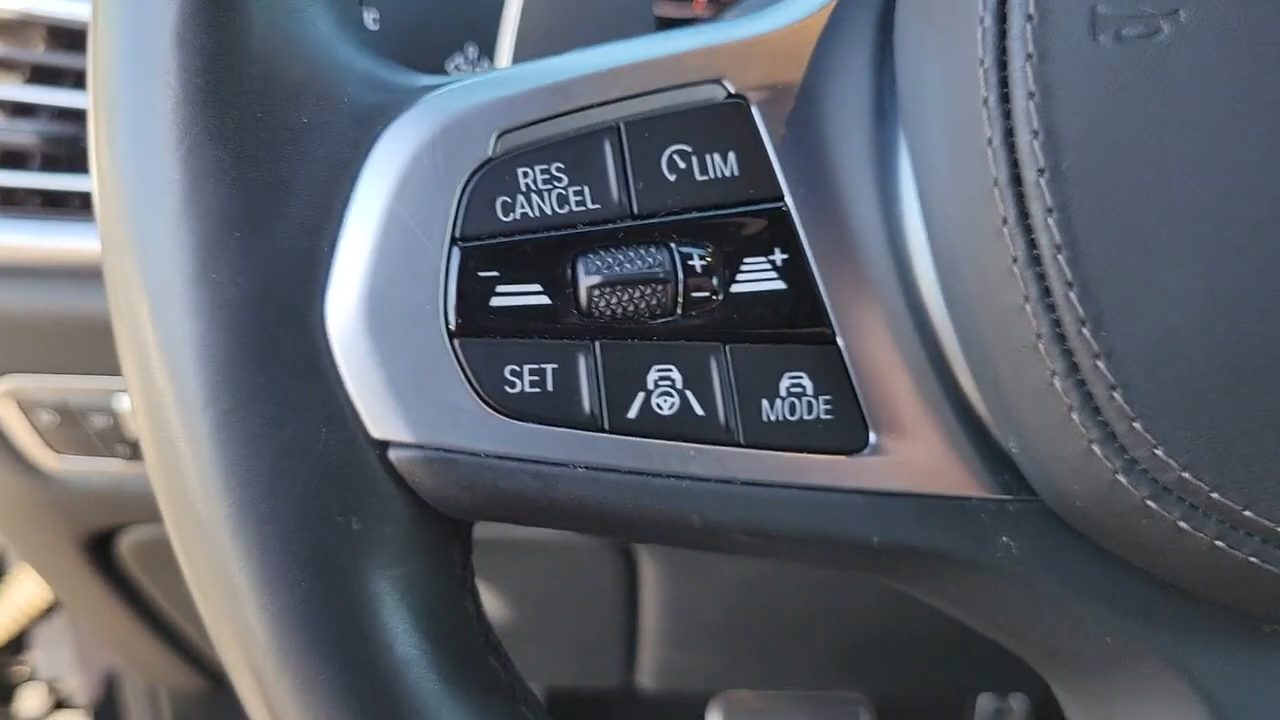 RES
CANCEL
LIM
-
+
-
+
SET
MODE